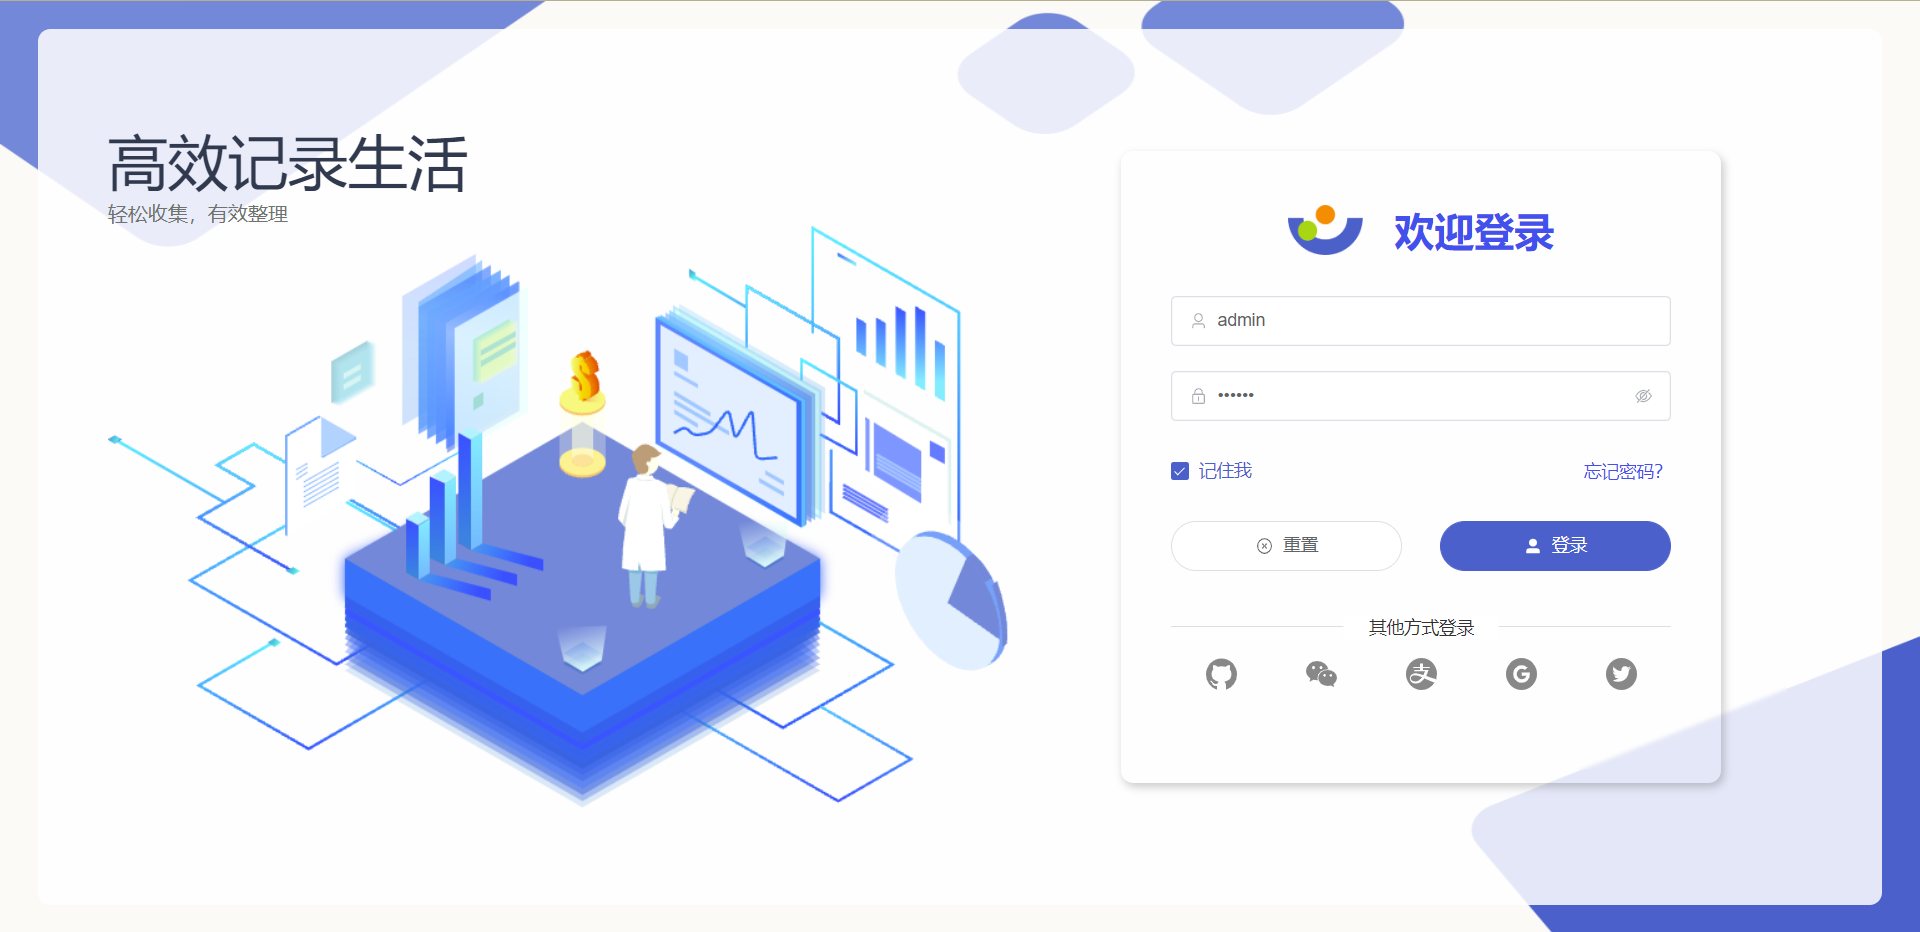 高效记录生活
轻松收集，有效整理
欢迎登录
admin
••••••
记住我
忘记密码?
重置
登录
其他方式登录